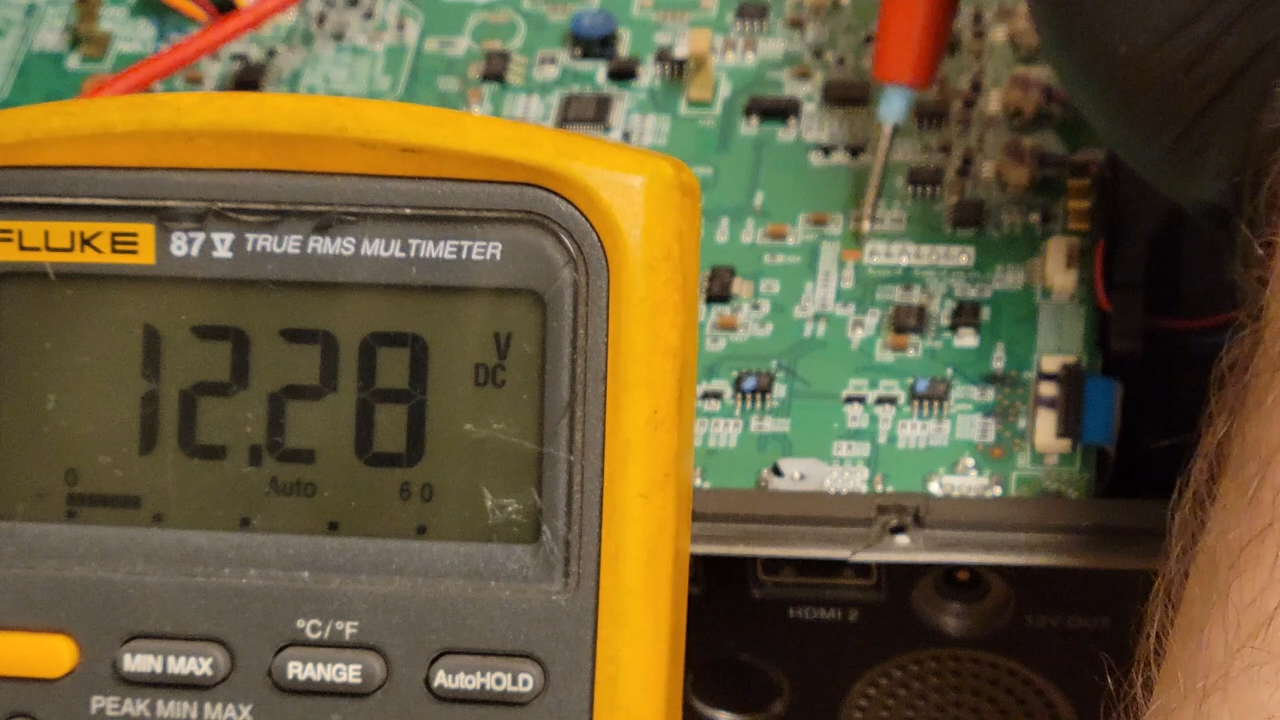 FLUKE 87 V TRUE RMS MULTIMETER
12.28 V DC
0 Auto 60
°C/°F
MIN MAX RANGE AutoHOLD
PEAK MIN MAX
HDMI 2
12V OUT